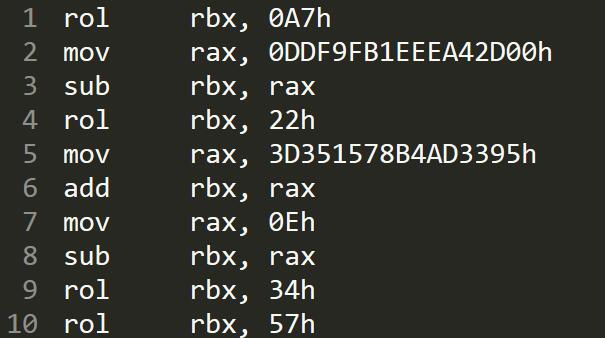 1 rol rbx, 0A7h
2 mov rax, 0DDF9FB1EEEA42D00h
3 sub rbx, rax
4 rol rbx, 22h
5 mov rax, 3D351578B4AD3395h
6 add rbx, rax
7 mov rax, 0Eh
8 sub rbx, rax
9 rol rbx, 34h
10 rol rbx, 57h